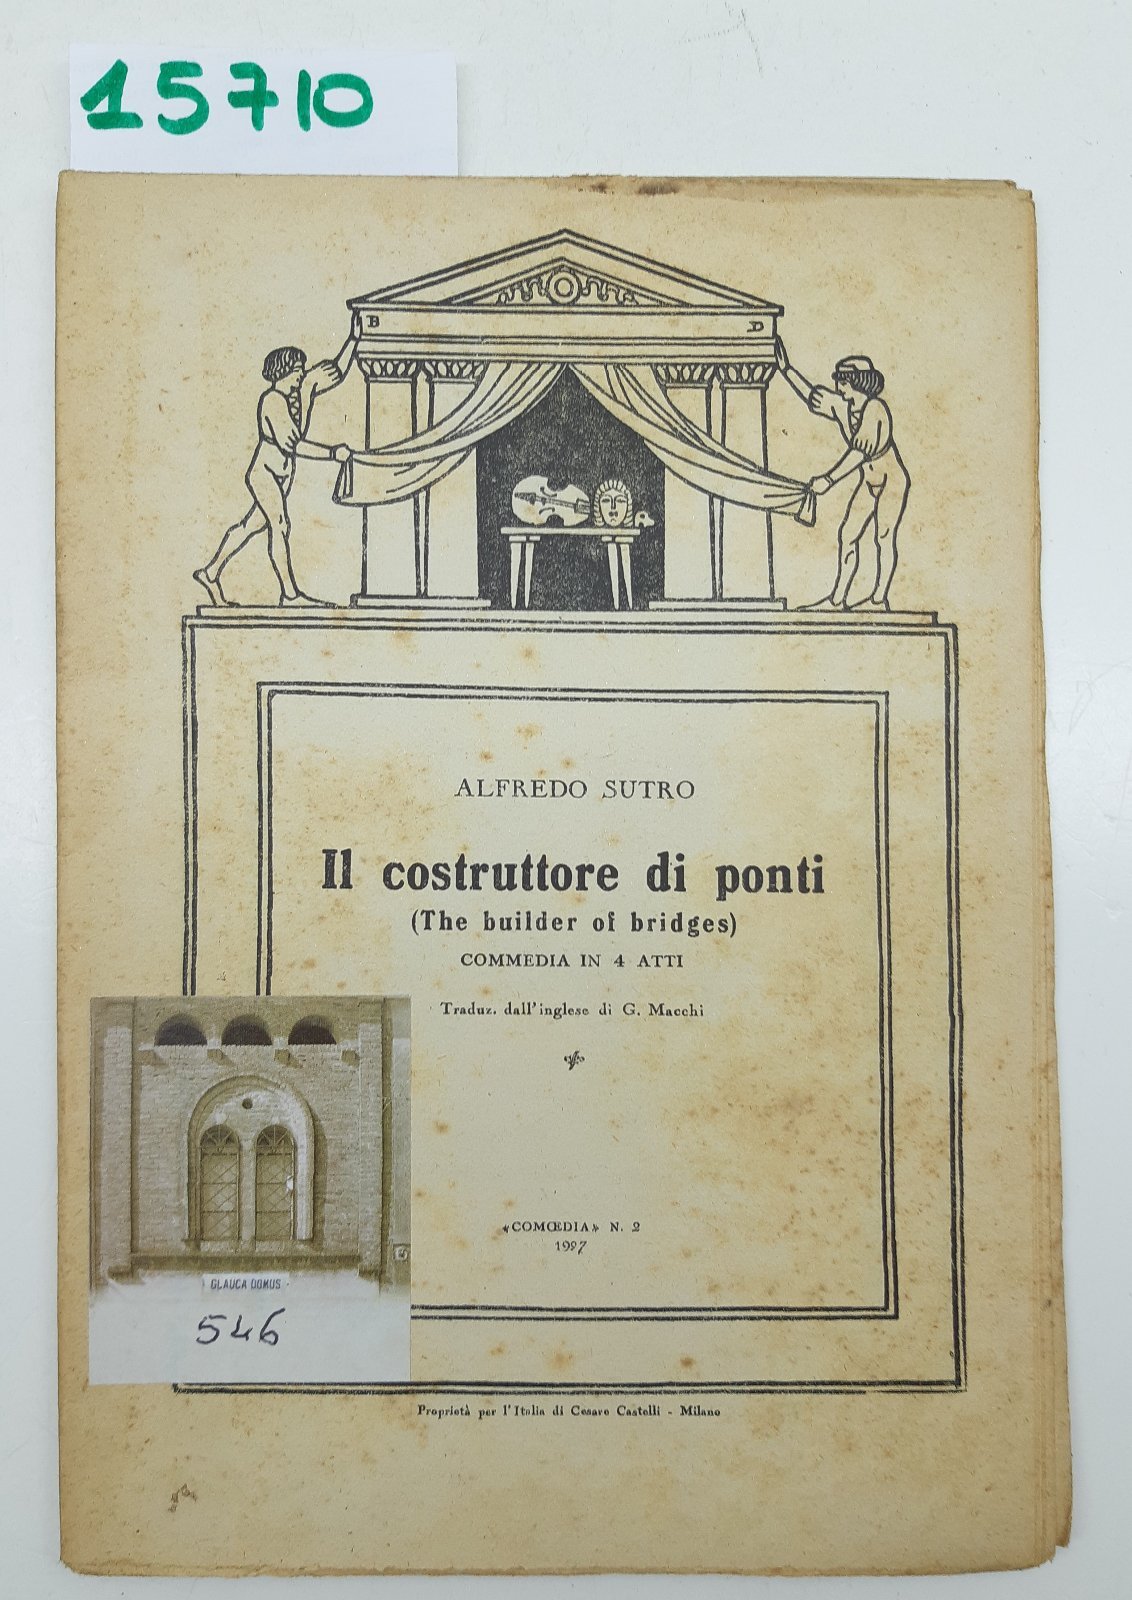 15710
B D
ALFREDO SUTRO
Il costruttore di ponti
(The builder of bridges)
COMMEDIA IN 4 ATTI
Traduz. dall'inglese di G. Macchi
«COMŒDIA» N. 2
1927
GLAUCA DOMUS
546
Proprietà per l'Italia di Cesare Castelli - Milano